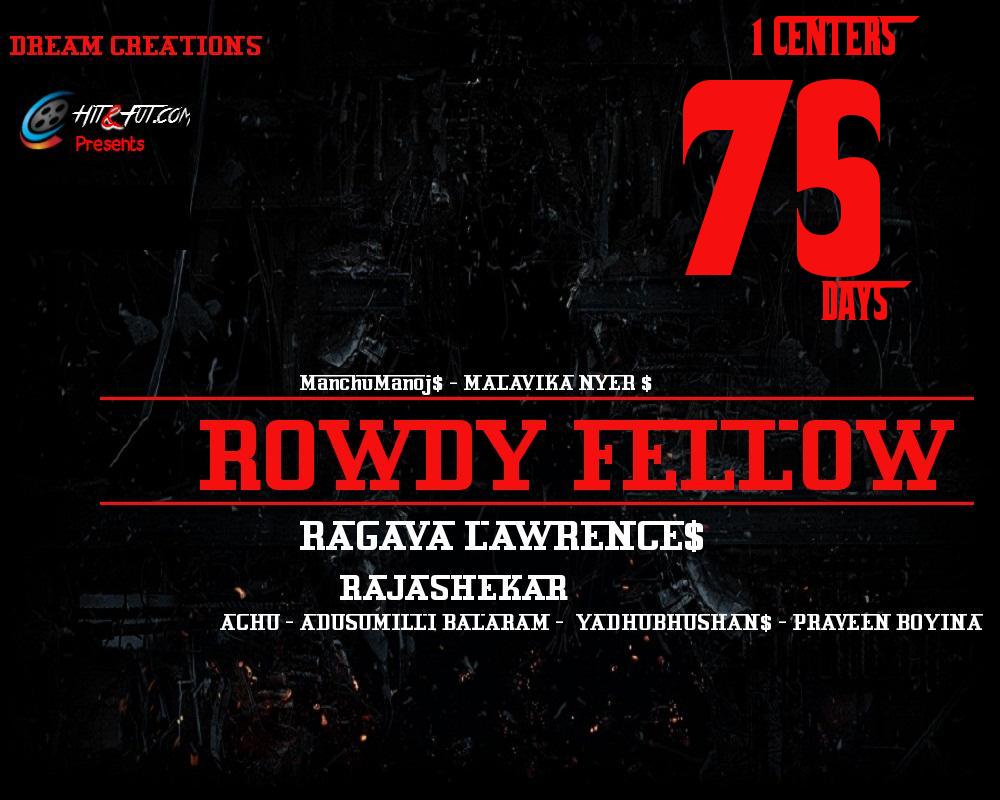 DREAM CREATIONS
1 CENTERS
HIT&FUT.COM
Presents
75
DAYS
ManchuManoj$ - MALAVIKA NYER $
ROWDY FELLOW
RAGAVA LAWRENCE$
RAJASHEKAR
ACHU - ADUSUMILLI BALARAM - YADHUBHUSHAN$ - PRAVEEN BOYINA